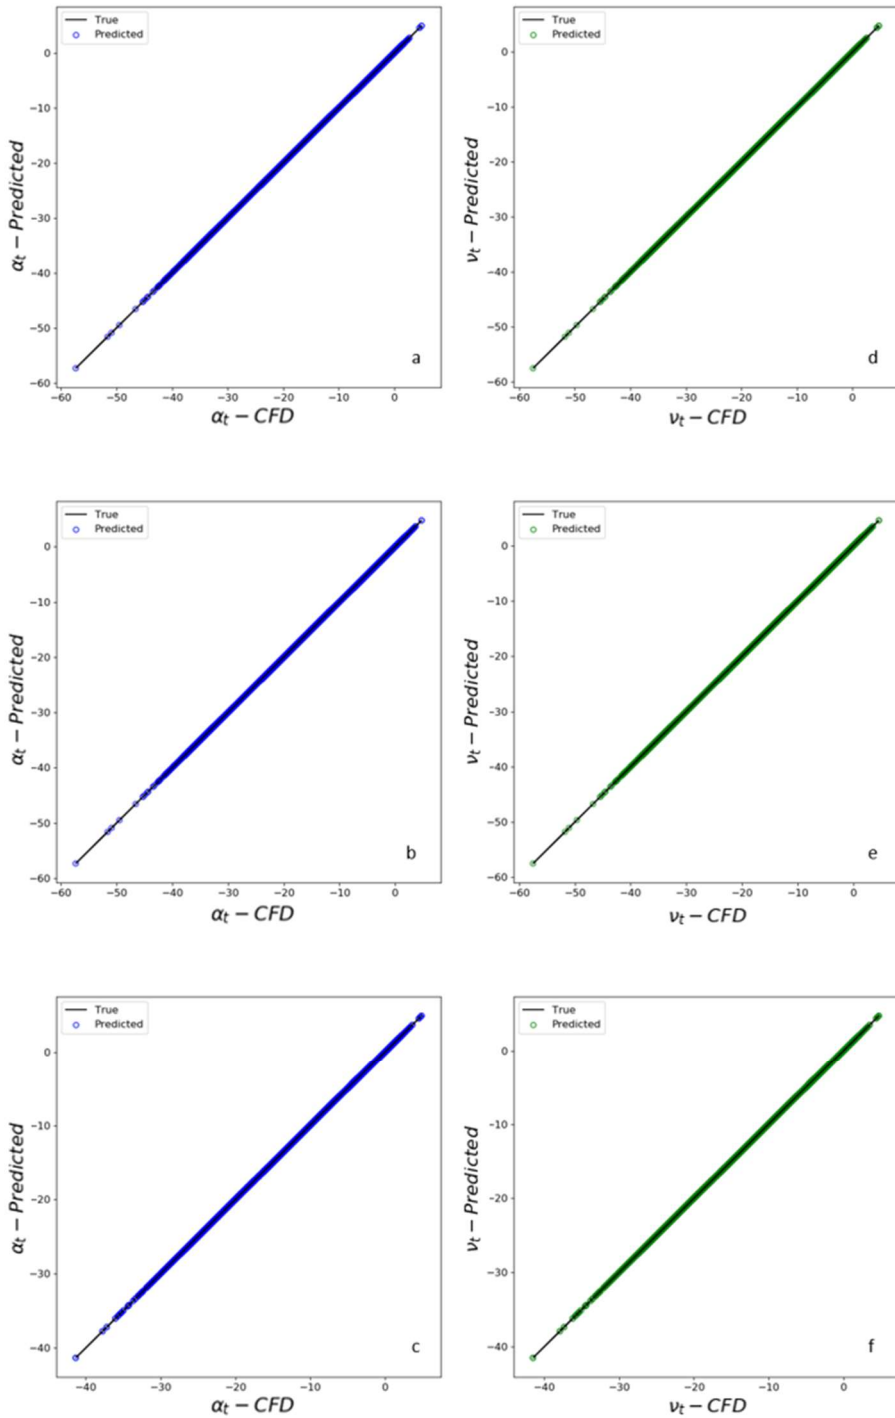 True
Predicted
0
−10
−20
−30
−40
−50
−60
αt − Predicted
a
−60 −50 −40 −30 −20 −10 0
αt − CFD
True
Predicted
0
−10
−20
−30
−40
−50
−60
νt − Predicted
d
−60 −50 −40 −30 −20 −10 0
νt − CFD
True
Predicted
0
−10
−20
−30
−40
−50
−60
αt − Predicted
b
−60 −50 −40 −30 −20 −10 0
αt − CFD
True
Predicted
0
−10
−20
−30
−40
−50
−60
νt − Predicted
e
−60 −50 −40 −30 −20 −10 0
νt − CFD
True
Predicted
0
−10
−20
−30
−40
αt − Predicted
c
−40 −30 −20 −10 0
αt − CFD
True
Predicted
0
−10
−20
−30
−40
νt − Predicted
f
−40 −30 −20 −10 0
νt − CFD